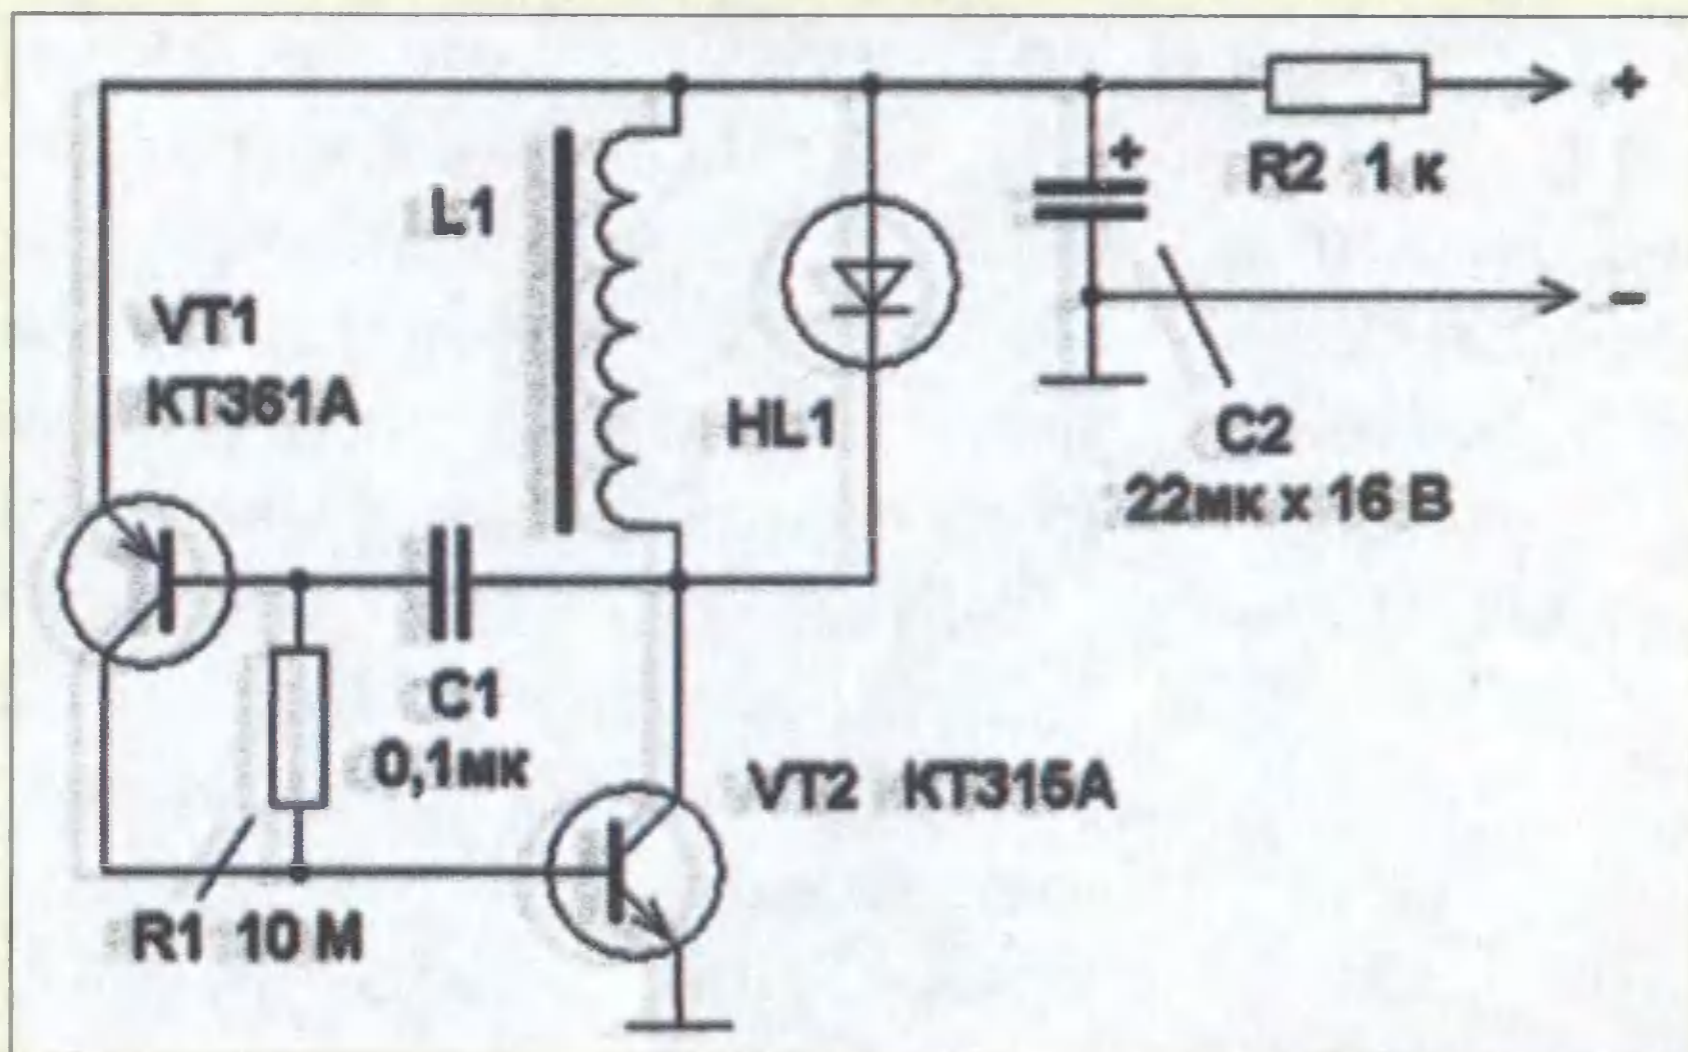 +
R2 1 к
+
L1
–
VT1
КТ361А
HL1
C2
22мк х 16 В
C1
0,1мк
VT2 КТ315А
R1 10 М